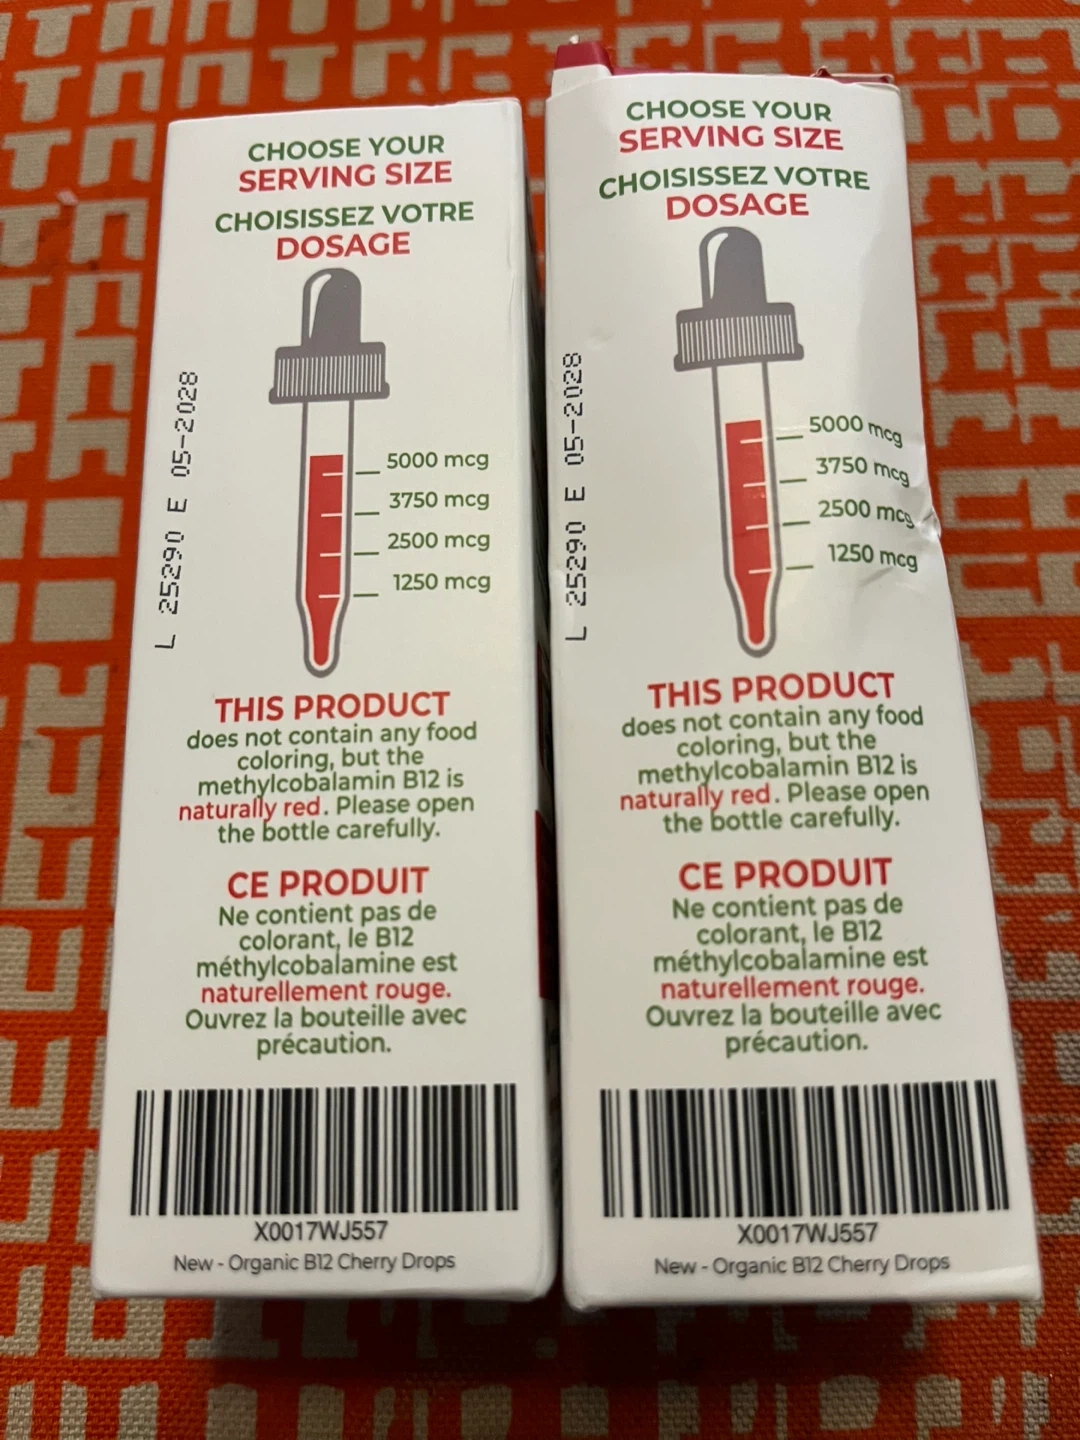 CHOOSE YOUR
SERVING SIZE
CHOISISSEZ VOTRE
DOSAGE
L 25290 E 05-2028
5000 mcg
3750 mcg
2500 mcg
1250 mcg
THIS PRODUCT
does not contain any food
coloring, but the
methylcobalamin B12 is
naturally red. Please open
the bottle carefully.
CE PRODUIT
Ne contient pas de
colorant, le B12
méthylcobalamine est
naturellement rouge.
Ouvrez la bouteille avec
précaution.
X0017WJ557
New - Organic B12 Cherry Drops
CHOOSE YOUR
SERVING SIZE
CHOISISSEZ VOTRE
DOSAGE
L 25290 E 05-2028
5000 mcg
3750 mcg
2500 mcg
1250 mcg
THIS PRODUCT
does not contain any food
coloring, but the
methylcobalamin B12 is
naturally red. Please open
the bottle carefully.
CE PRODUIT
Ne contient pas de
colorant, le B12
méthylcobalamine est
naturellement rouge.
Ouvrez la bouteille avec
précaution.
X0017WJ557
New - Organic B12 Cherry Drops